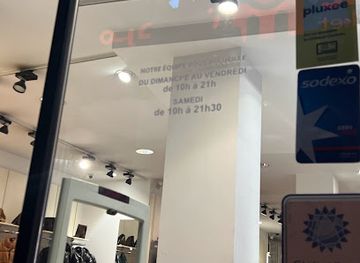 NOTRE ÉQUIPE VOUS ACCUEILLE
DU DIMANCHE AU VENDREDI
de 10h à 21h
SAMEDI
de 10h à 21h30
pluxee
sodexo